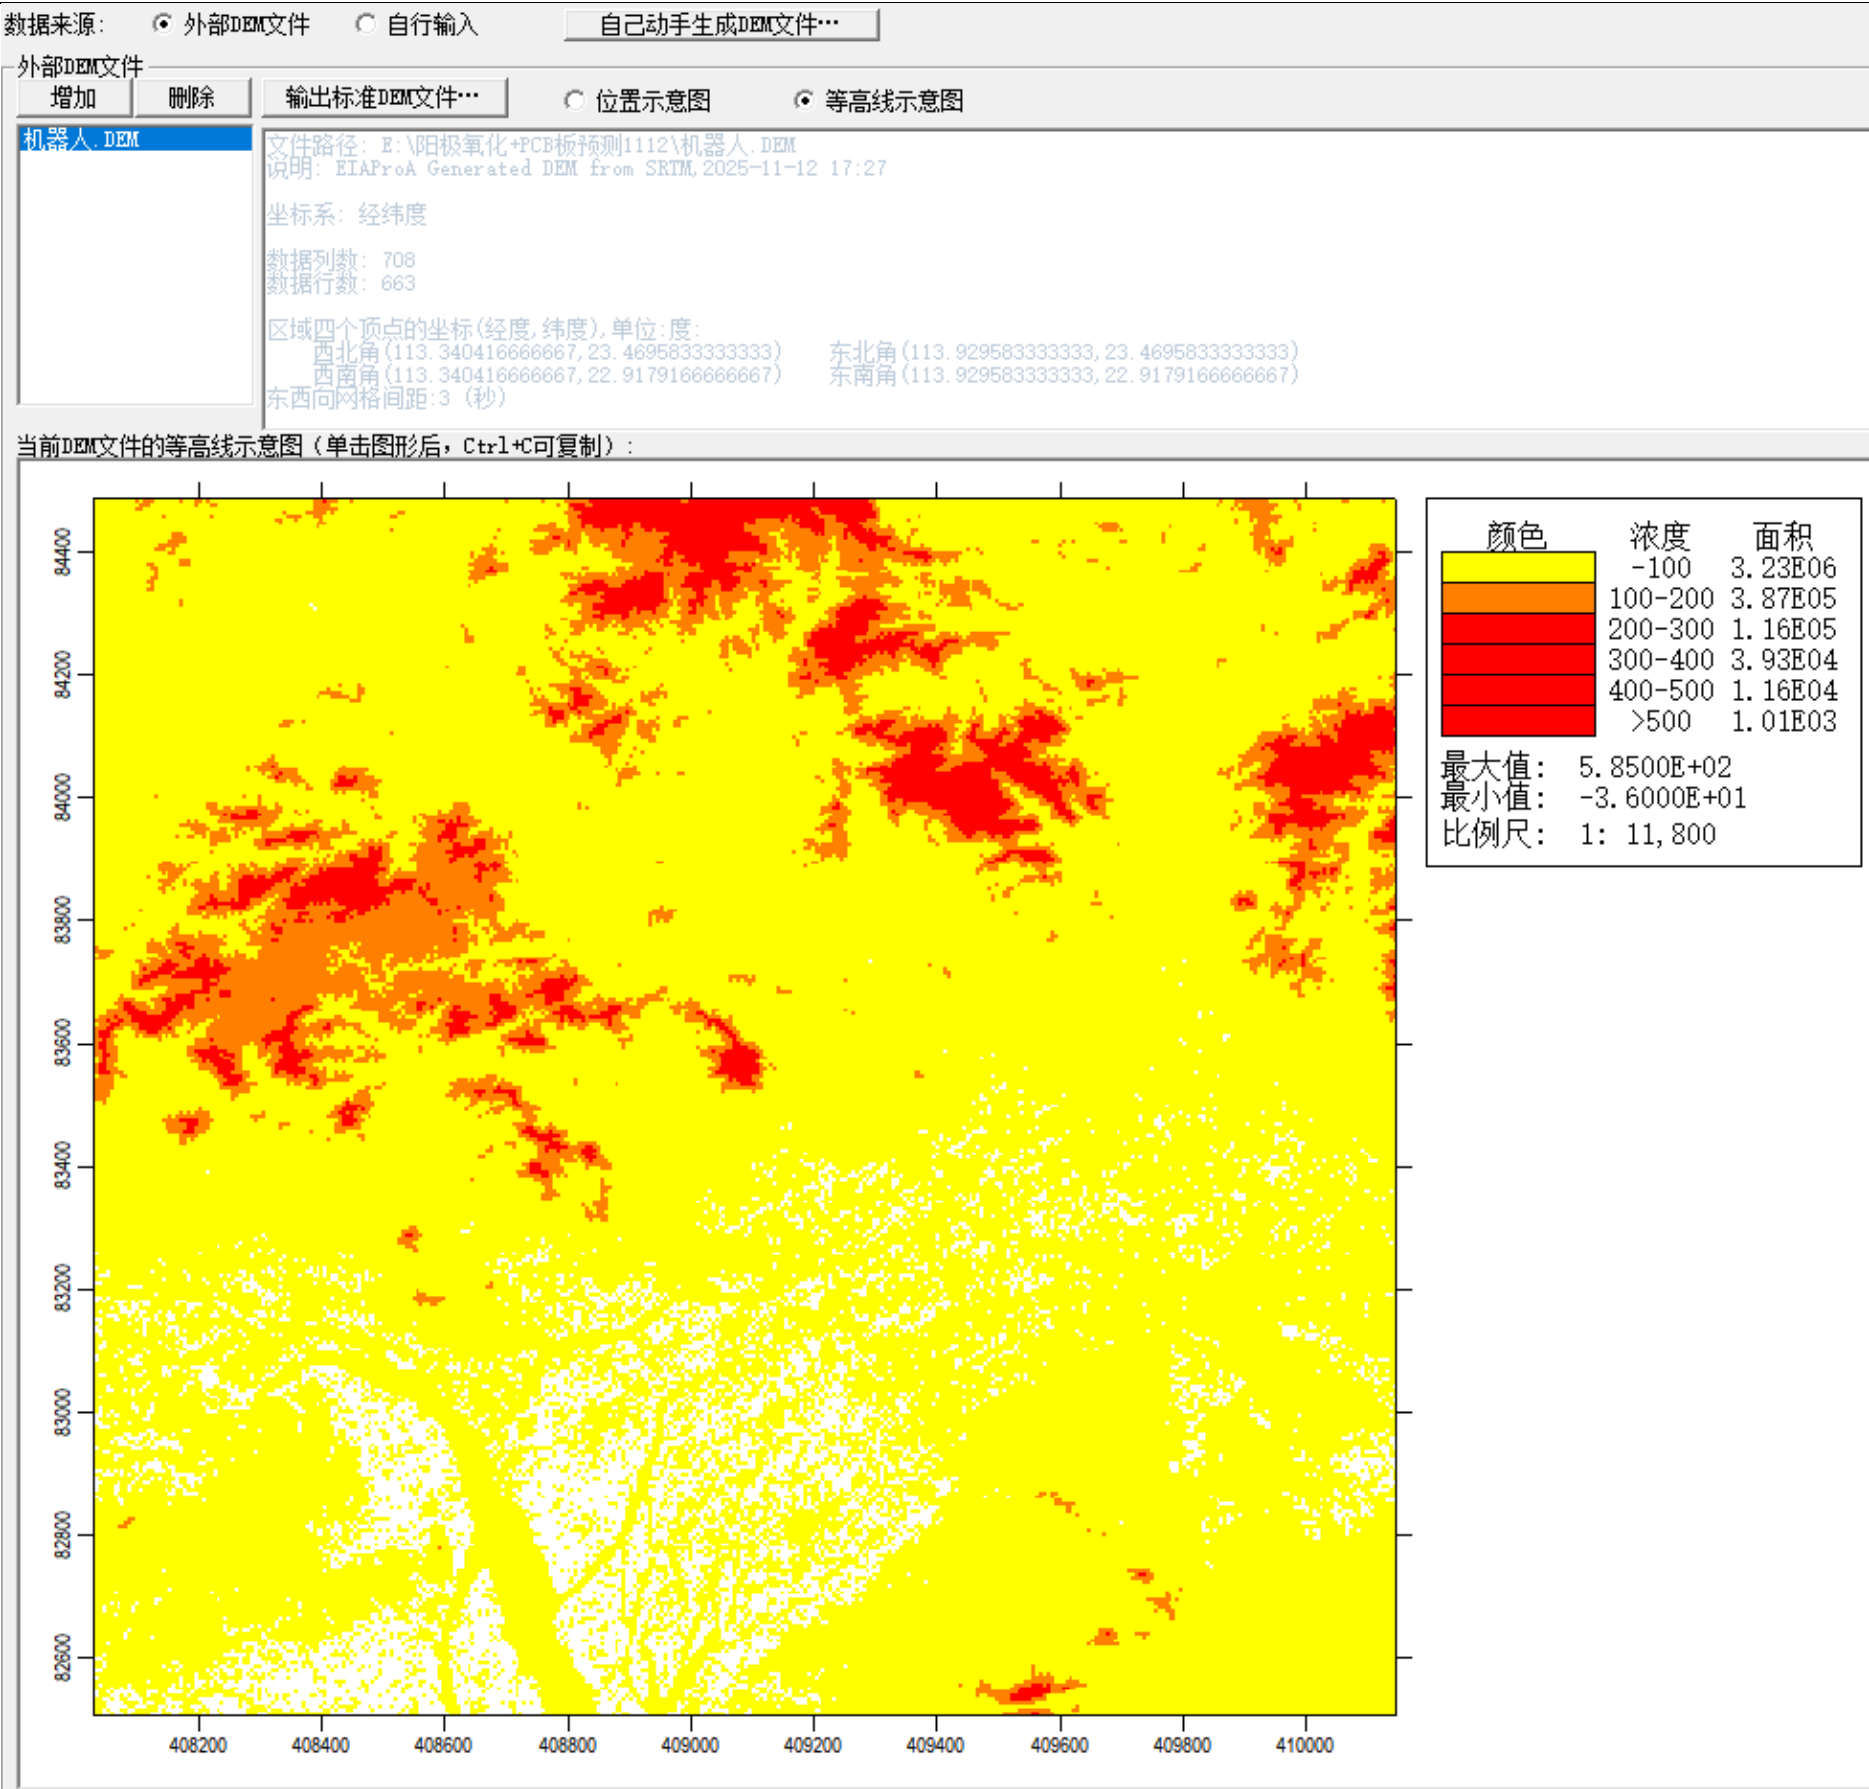 数据来源: 外部DEM文件 自行输入 自己动手生成DEM文件…
外部DEM文件
增加 删除 输出标准DEM文件… 位置示意图 等高线示意图
机器人.DEM
文件路径: E:\阳极氧化+PCB板预测1112\机器人.DEM
说明: EIAProA Generated DEM from SRTM,2025-11-12 17:27
坐标系: 经纬度
数据列数: 708
数据行数: 663
区域四个顶点的坐标(经度,纬度),单位:度:
西北角(113.340416666667,23.4695833333333) 东北角(113.929583333333,23.4695833333333)
西南角(113.340416666667,22.9179166666667) 东南角(113.929583333333,22.9179166666667)
东西向网格间距:3 (秒)
当前DEM文件的等高线示意图（单击图形后，Ctrl+C可复制）:
颜色 浓度 面积
-100 3.23E06
100-200 3.87E05
200-300 1.16E05
300-400 3.93E04
400-500 1.16E04
>500 1.01E03
最大值: 5.8500E+02
最小值: -3.6000E+01
比例尺: 1: 11,800
84400
84200
84000
83800
83600
83400
83200
83000
82800
82600
408200 408400 408600 408800 409000 409200 409400 409600 409800 410000